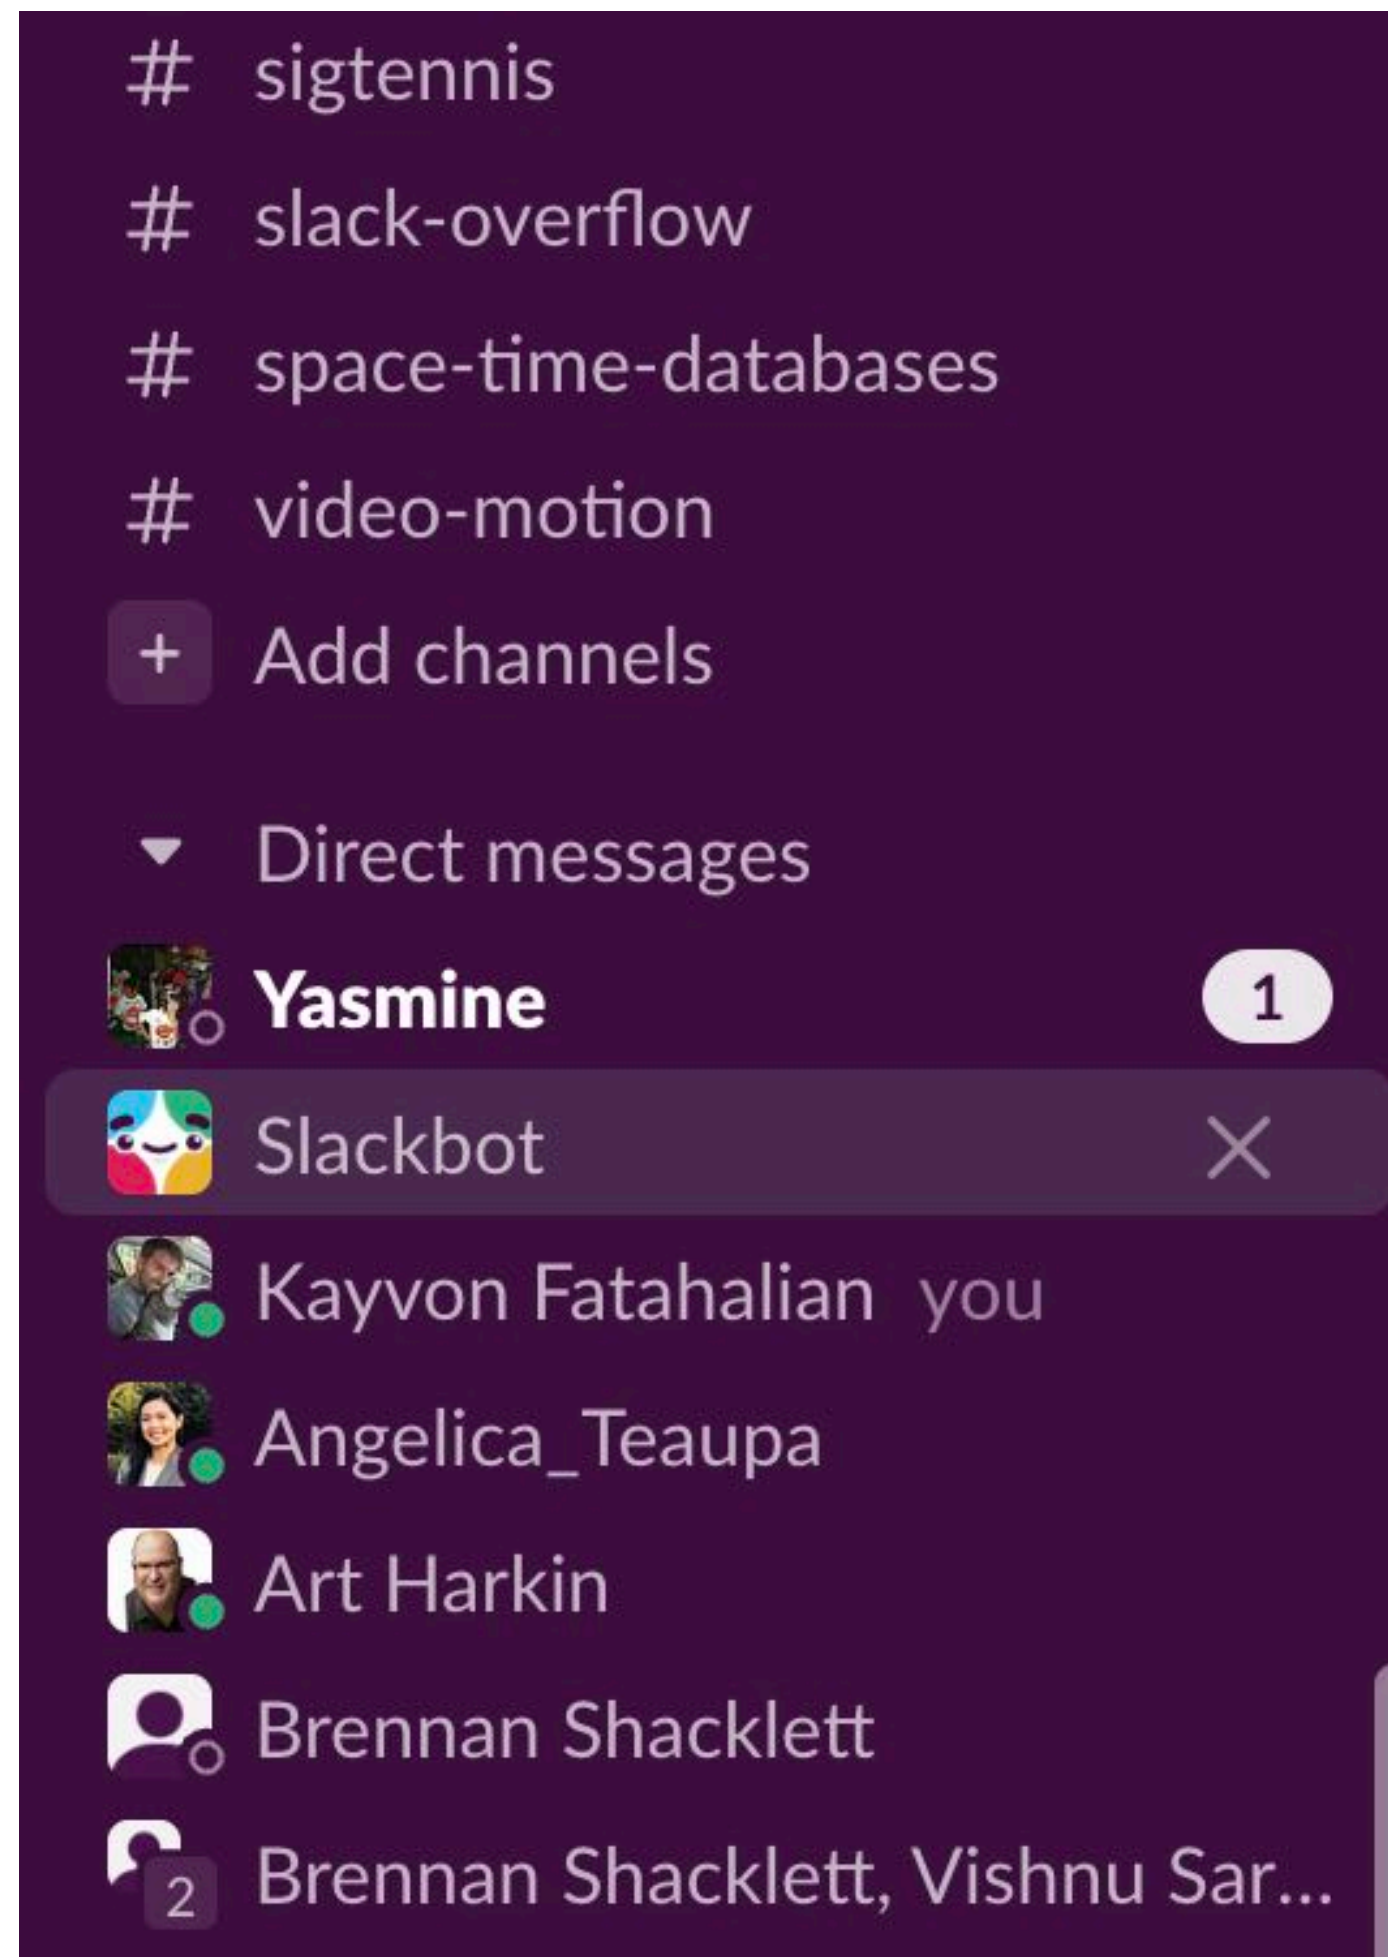 # sigtennis
# slack-overflow
# space-time-databases
# video-motion
+ Add channels
Direct messages
Yasmine 1
Slackbot
Kayvon Fatahalian you
Angelica_Teaupa
Art Harkin
Brennan Shacklett
2 Brennan Shacklett, Vishnu Sar...